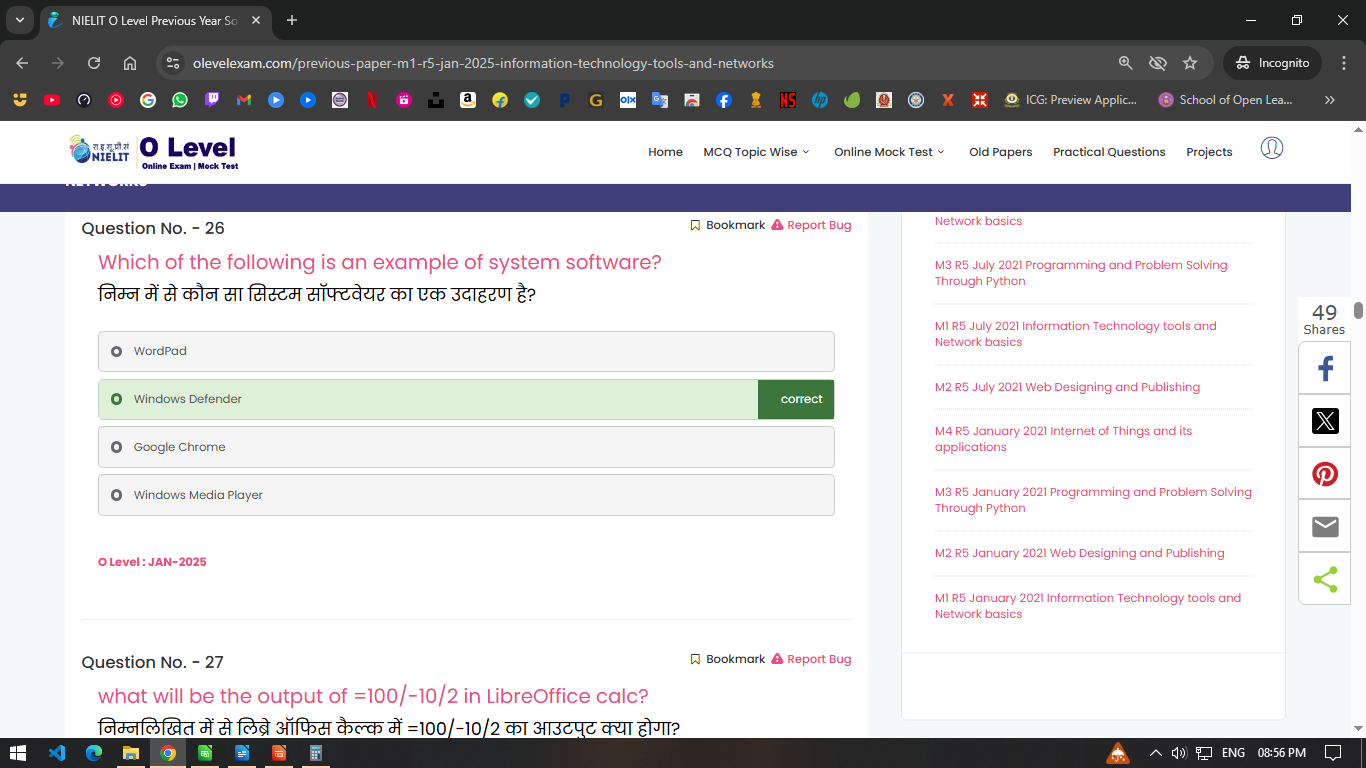 NIELIT O Level Previous Year So
olevelexam.com/previous-paper-m1-r5-jan-2025-information-technology-tools-and-networks
Incognito
ICG: Preview Applic...
School of Open Lea...
NIELIT
O Level
Online Exam | Mock Test
Home
MCQ Topic Wise
Online Mock Test
Old Papers
Practical Questions
Projects
NETWORKS
Question No. - 26
Bookmark
Report Bug
Which of the following is an example of system software?
निम्न में से कौन सा सिस्टम सॉफ्टवेयर का एक उदाहरण है?
WordPad
Windows Defender
correct
Google Chrome
Windows Media Player
O Level : JAN-2025
Question No. - 27
Bookmark
Report Bug
what will be the output of =100/-10/2 in LibreOffice calc?
निम्नलिखित में से लिब्रे ऑफिस कैल्क में =100/-10/2 का आउटपुट क्या होगा?
Network basics
M3 R5 July 2021 Programming and Problem Solving
Through Python
M1 R5 July 2021 Information Technology tools and
Network basics
M2 R5 July 2021 Web Designing and Publishing
M4 R5 January 2021 Internet of Things and its
applications
M3 R5 January 2021 Programming and Problem Solving
Through Python
M2 R5 January 2021 Web Designing and Publishing
M1 R5 January 2021 Information Technology tools and
Network basics
49
Shares
ENG
08:56 PM